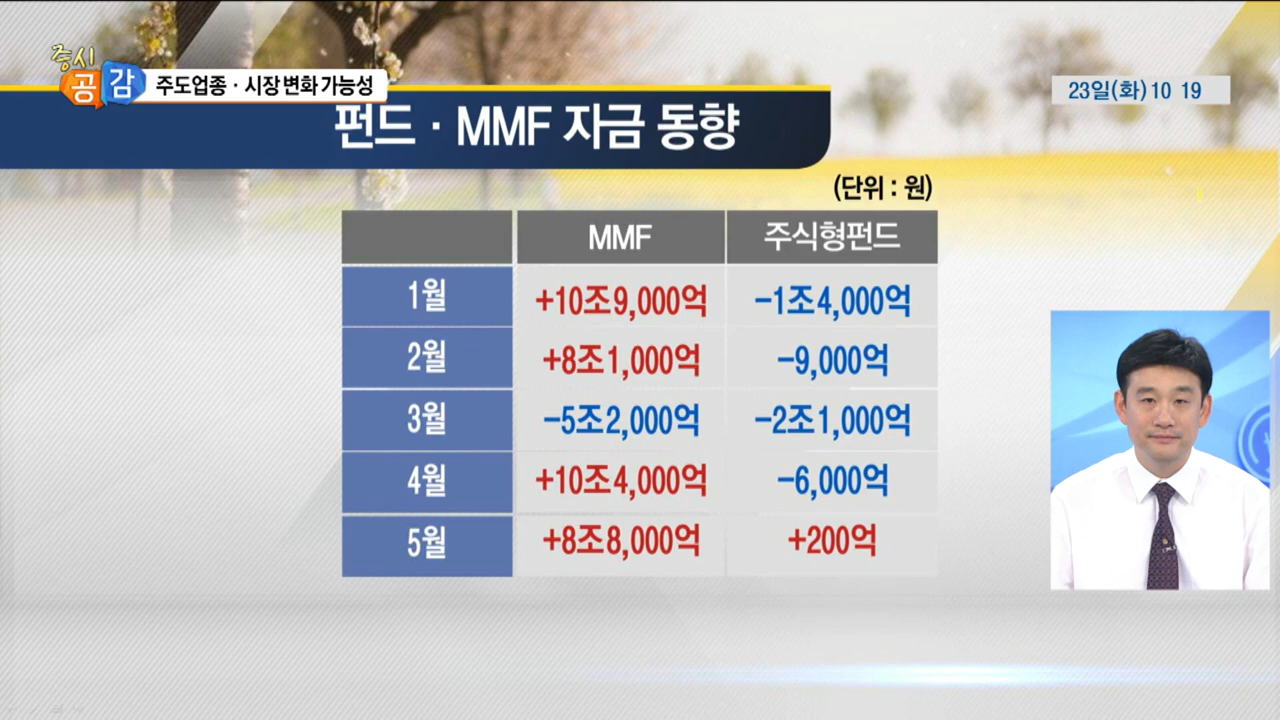 증시
공감
주도업종 · 시장 변화 가능성
23일(화) 10 19
펀드 · MMF 자금 동향
(단위 : 원)
MMF 주식형펀드
1월 +10조 9,000억 -1조 4,000억
2월 +8조 1,000억 -9,000억
3월 -5조 2,000억 -2조 1,000억
4월 +10조 4,000억 -6,000억
5월 +8조 8,000억 +200억